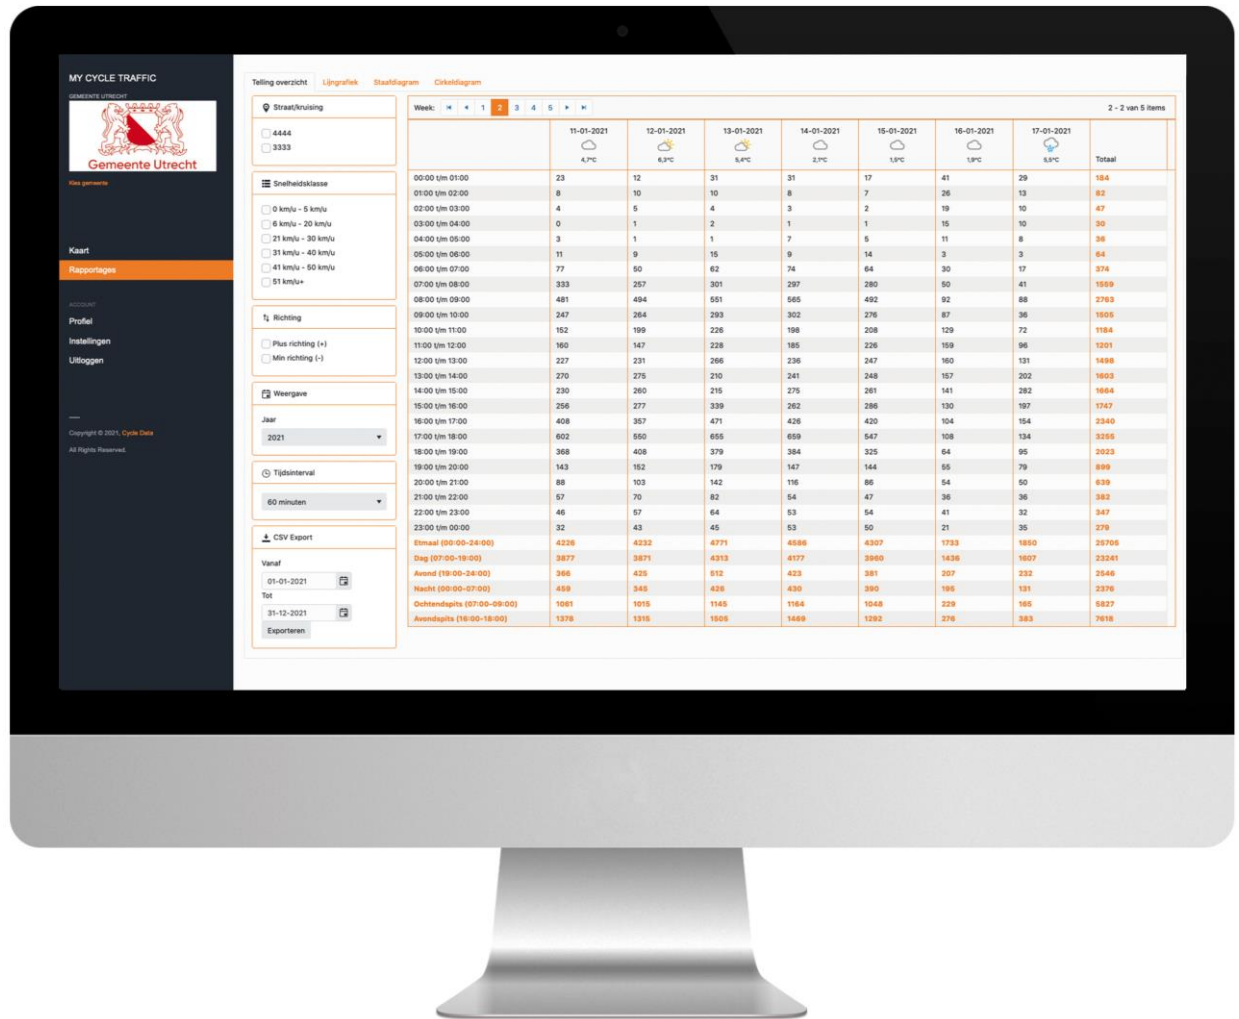 MY CYCLE TRAFFIC
GEMEENTE UTRECHT
Gemeente Utrecht
Kies gemeente
Kaart
Rapportages
ACCOUNT
Profiel
Instellingen
Uitloggen
Copyright © 2021, Cycle Data
All Rights Reserved.
Telling overzicht Lijngrafiek Staafdiagram Cirkeldiagram
Straat/kruising
4444
3333
Snelheidsklasse
0 km/u - 5 km/u
6 km/u - 20 km/u
21 km/u - 30 km/u
31 km/u - 40 km/u
41 km/u - 50 km/u
51 km/u+
Richting
Plus richting (+)
Min richting (-)
Weergave
Jaar
2021
Tijdsinterval
60 minuten
CSV Export
Vanaf
01-01-2021
Tot
31-12-2021
Exporteren
Week: 1 2 3 4 5 2 - 2 van 5 items
11-01-2021 12-01-2021 13-01-2021 14-01-2021 15-01-2021 16-01-2021 17-01-2021
4,7°C 6,3°C 5,4°C 2,1°C 1,5°C 1,9°C 5,5°C Totaal
00:00 t/m 01:00 23 12 31 31 17 41 29 184
01:00 t/m 02:00 8 10 10 8 7 26 13 82
02:00 t/m 03:00 4 5 4 3 2 19 10 47
03:00 t/m 04:00 0 1 2 1 1 15 10 30
04:00 t/m 05:00 3 1 1 7 5 11 8 36
05:00 t/m 06:00 11 9 15 9 14 3 3 64
06:00 t/m 07:00 77 50 62 74 64 30 17 374
07:00 t/m 08:00 333 257 301 297 280 50 41 1559
08:00 t/m 09:00 481 494 551 565 492 92 88 2763
09:00 t/m 10:00 247 264 293 302 276 87 36 1505
10:00 t/m 11:00 152 199 226 198 208 129 72 1184
11:00 t/m 12:00 160 147 228 185 226 159 96 1201
12:00 t/m 13:00 227 231 266 236 247 160 131 1498
13:00 t/m 14:00 270 275 210 241 248 157 202 1603
14:00 t/m 15:00 230 260 215 275 261 141 282 1664
15:00 t/m 16:00 256 277 339 262 286 130 197 1747
16:00 t/m 17:00 408 357 471 426 420 104 154 2340
17:00 t/m 18:00 602 550 655 659 547 108 134 3255
18:00 t/m 19:00 368 408 379 384 325 64 95 2023
19:00 t/m 20:00 143 152 179 147 144 55 79 899
20:00 t/m 21:00 88 103 142 116 86 54 50 639
21:00 t/m 22:00 57 70 82 54 47 36 36 382
22:00 t/m 23:00 46 57 64 53 54 41 32 347
23:00 t/m 00:00 32 43 45 53 50 21 35 279
Etmaal (00:00-24:00) 4226 4232 4771 4586 4307 1733 1850 25705
Dag (07:00-19:00) 3877 3871 4313 4177 3960 1436 1607 23241
Avond (19:00-24:00) 366 425 512 423 381 207 232 2546
Nacht (00:00-07:00) 459 345 426 430 390 195 131 2376
Ochtendspits (07:00-09:00) 1061 1015 1145 1164 1048 229 165 5827
Avondspits (16:00-18:00) 1378 1315 1505 1469 1292 276 383 7618